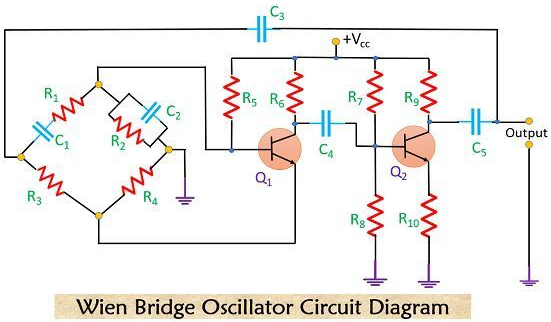 C3
+Vcc
R1
C1
C2
R2
R3
R4
R5
R6
R7
R9
C4
C5
Output
Q1
Q2
R8
R10
Wien Bridge Oscillator Circuit Diagram